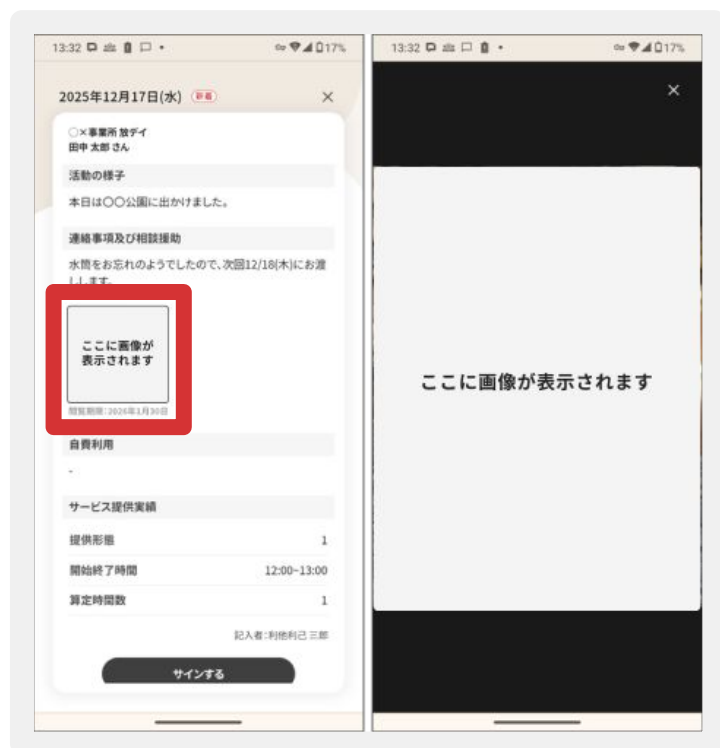 13:32
17%
2025年12月17日(水) 新着
○×事業所 放デイ
田中 太郎 さん
活動の様子
本日は〇〇公園に出かけました。
連絡事項及び相談援助
水筒をお忘れのようでしたので、次回12/18(木)にお渡
しします。
ここに画像が
表示されます
閲覧期限:2026年1月30日
自費利用
-
サービス提供実績
提供形態 1
開始終了時間 12:00~13:00
算定時間数 1
記入者:利他利己 三郎
サインする
13:32
17%
ここに画像が表示されます